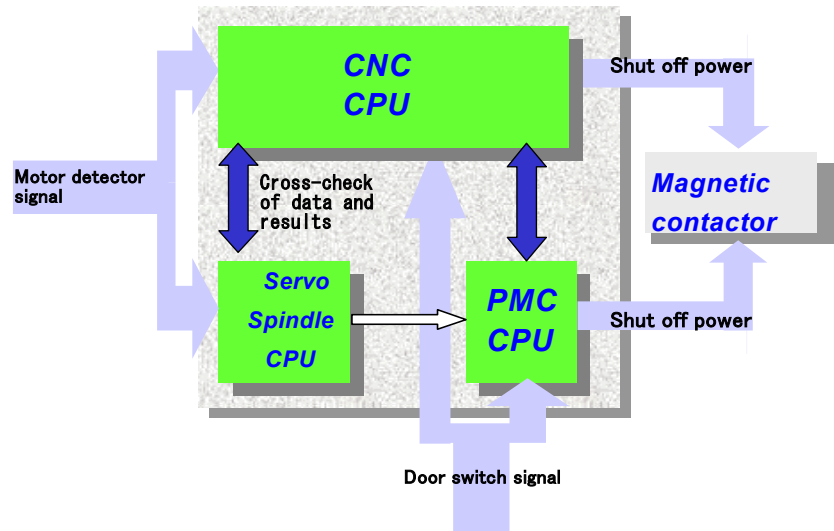 CNC
CPU
Shut off power
Motor detector
signal
Cross-check
of data and
results
Magnetic
contactor
Servo
Spindle
CPU
PMC
CPU
Shut off power
Door switch signal